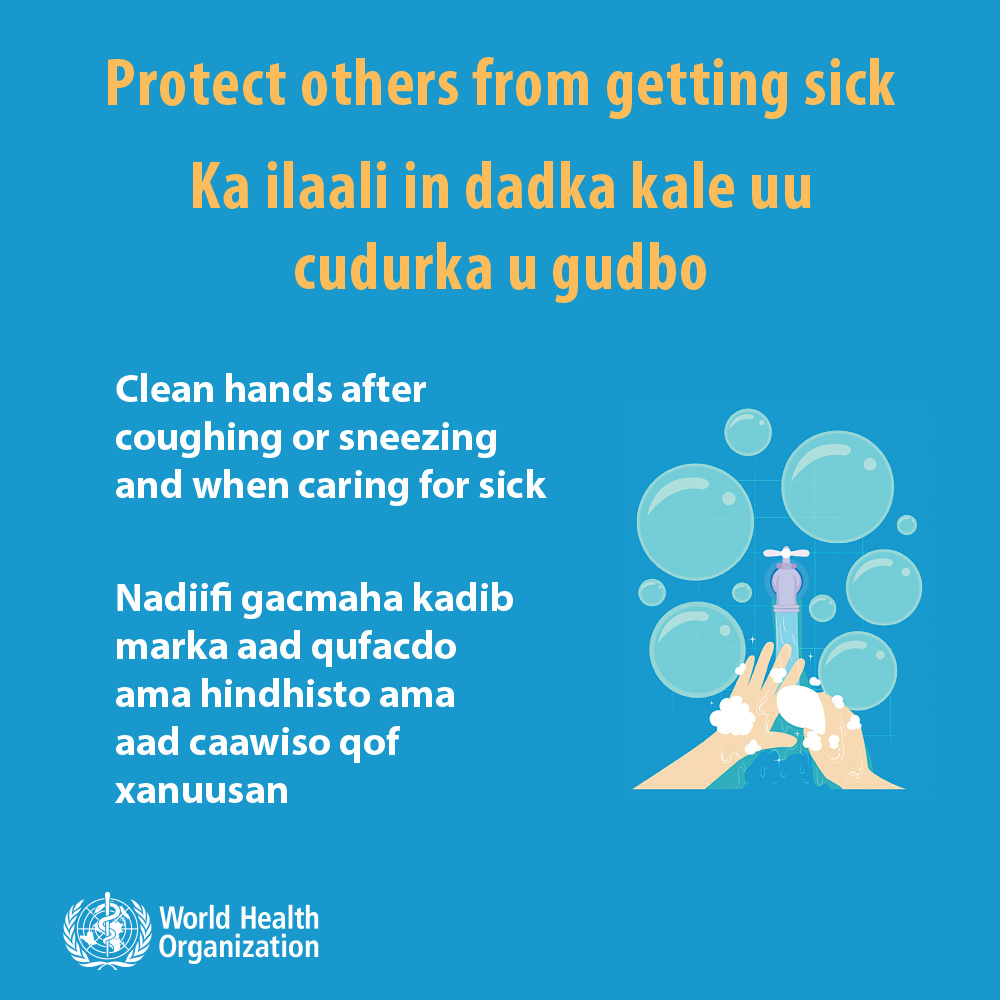 Protect others from getting sick
Ka ilaali in dadka kale uu
cudurka u gudbo
Clean hands after
coughing or sneezing
and when caring for sick
Nadiifi gacmaha kadib
marka aad qufacdo
ama hindhisto ama
aad caawiso qof
xanuusan
World Health
Organization